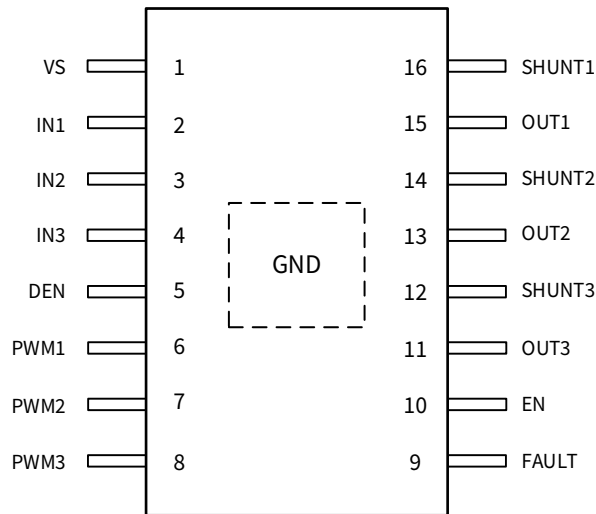 VS 1 16 SHUNT1
IN1 2 15 OUT1
IN2 3 14 SHUNT2
IN3 4 13 OUT2
GND
DEN 5 12 SHUNT3
PWM1 6 11 OUT3
PWM2 7 10 EN
PWM3 8 9 FAULT